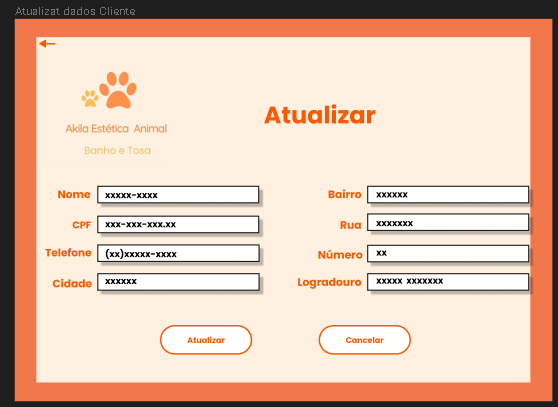 Atualizat dados Cliente
Akila Estética Animal
Banho e Tosa
Atualizar
Nome xxxxx-xxxx
CPF xxx-xxx-xxx.xx
Telefone (xx)xxxxx-xxxx
Cidade xxxxxx
Bairro xxxxxx
Rua xxxxxxx
Número xx
Logradouro xxxxx xxxxxxx
Atualizar
Cancelar